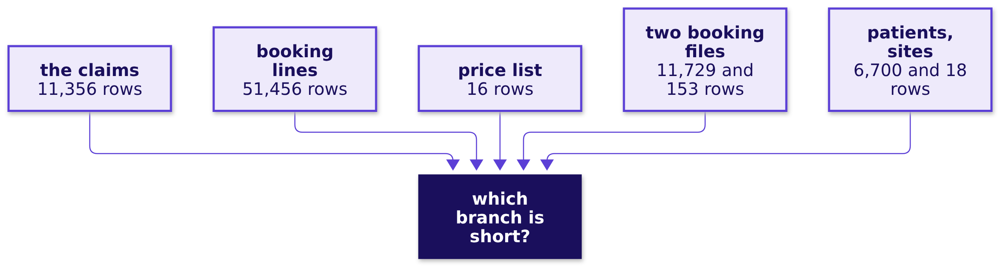 the claims
11,356 rows
booking
lines
51,456 rows
price list
16 rows
two booking
files
11,729 and
153 rows
patients,
sites
6,700 and 18
rows
which
branch is
short?